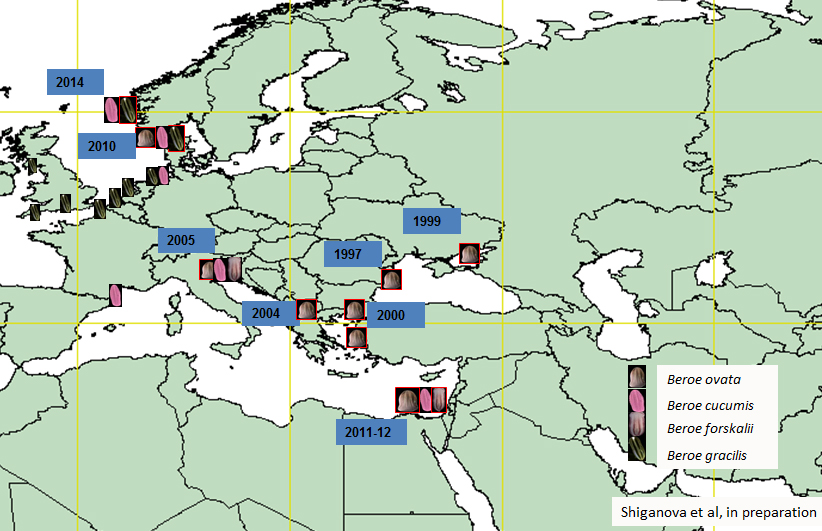 2014
2010
1999
2005
1997
2004
2000
2011-12
Beroe ovata
Beroe cucumis
Beroe forskalii
Beroe gracilis
Shiganova et al, in preparation